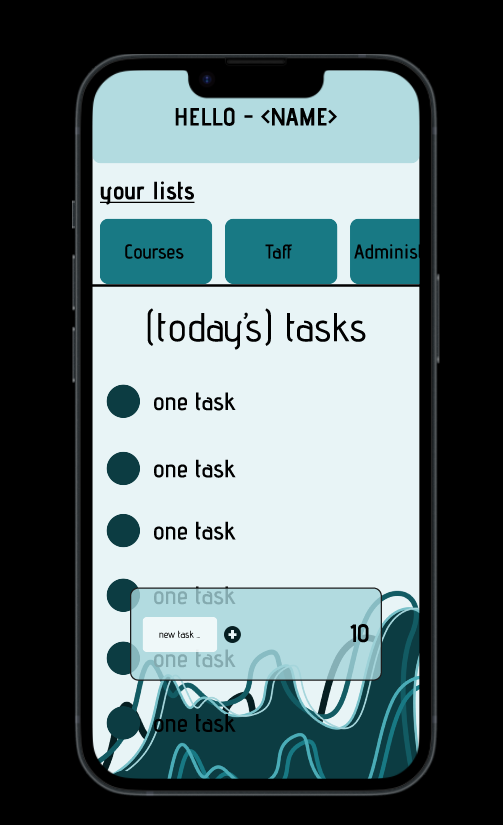 HELLO - <NAME>
your lists
Courses Taff Administ
(today's) tasks
one task
one task
one task
one task
new task ... 10
one task
one task